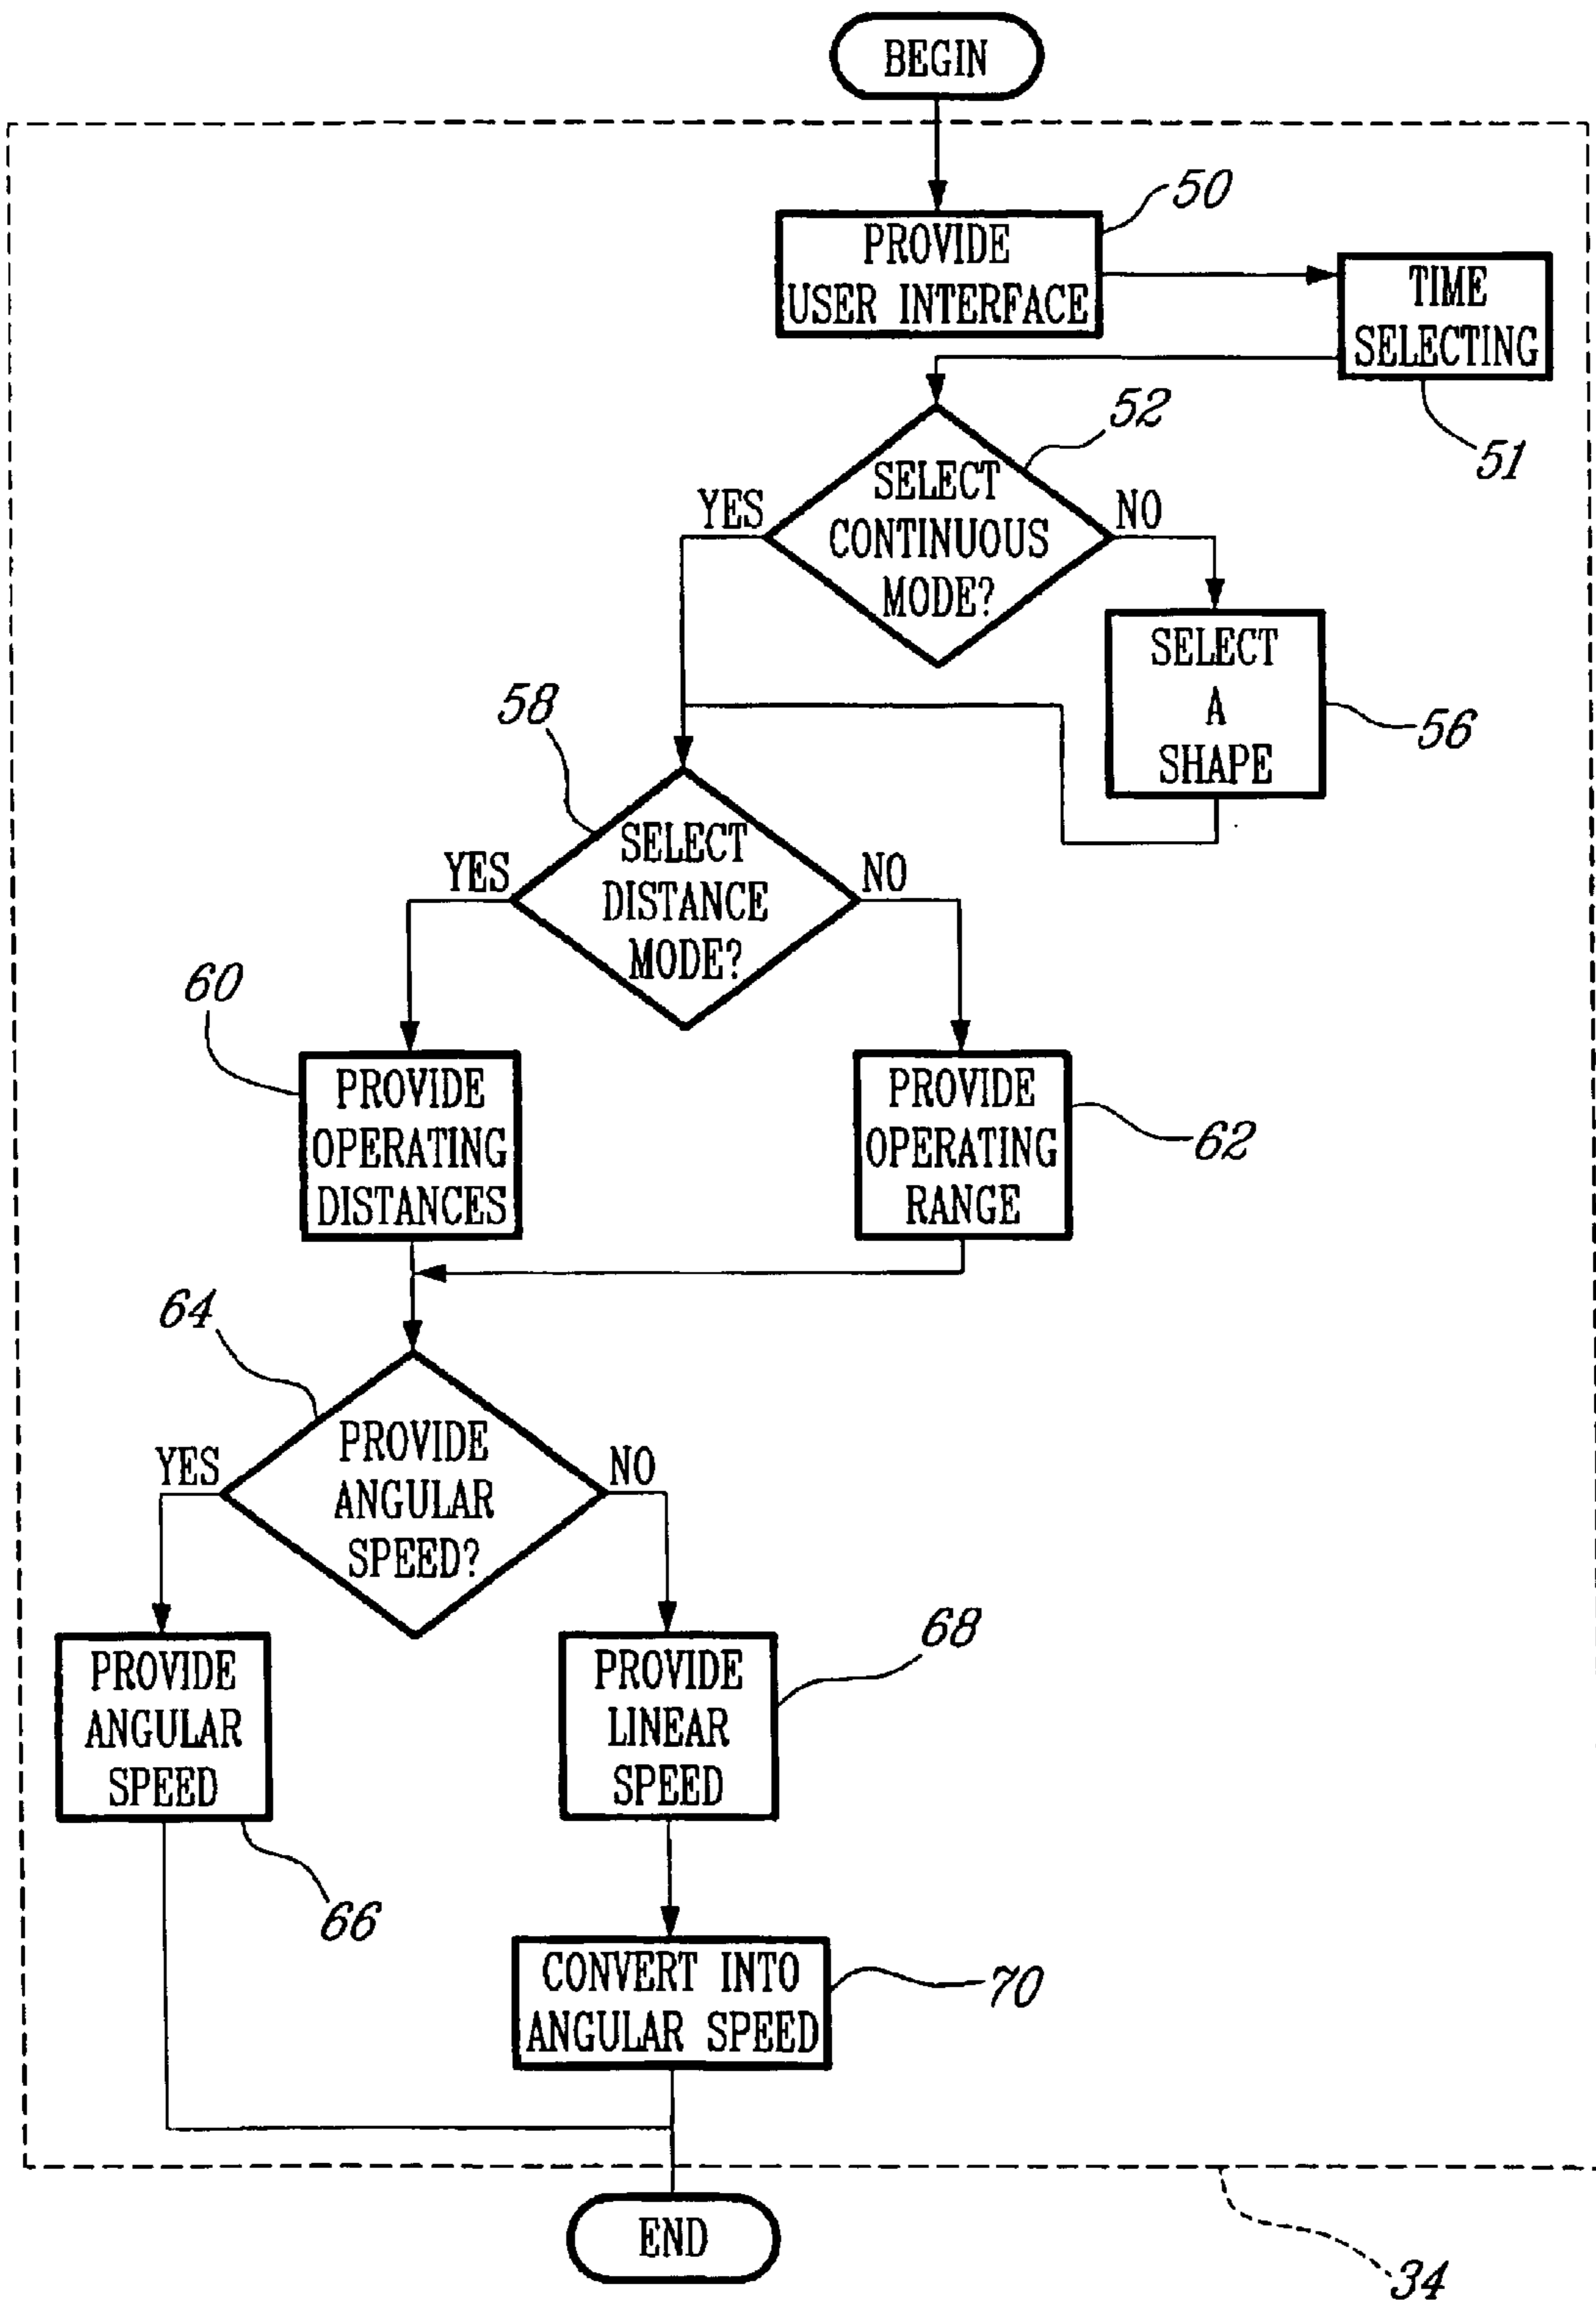 BEGIN
50
PROVIDE
USER INTERFACE
TIME
SELECTING
51
52
SELECT
CONTINUOUS
MODE?
YES
NO
SELECT
A
SHAPE
56
58
SELECT
DISTANCE
MODE?
YES
NO
60
PROVIDE
OPERATING
DISTANCES
PROVIDE
OPERATING
RANGE
62
64
PROVIDE
ANGULAR
SPEED?
YES
NO
PROVIDE
ANGULAR
SPEED
66
PROVIDE
LINEAR
SPEED
68
CONVERT INTO
ANGULAR SPEED
70
END
34